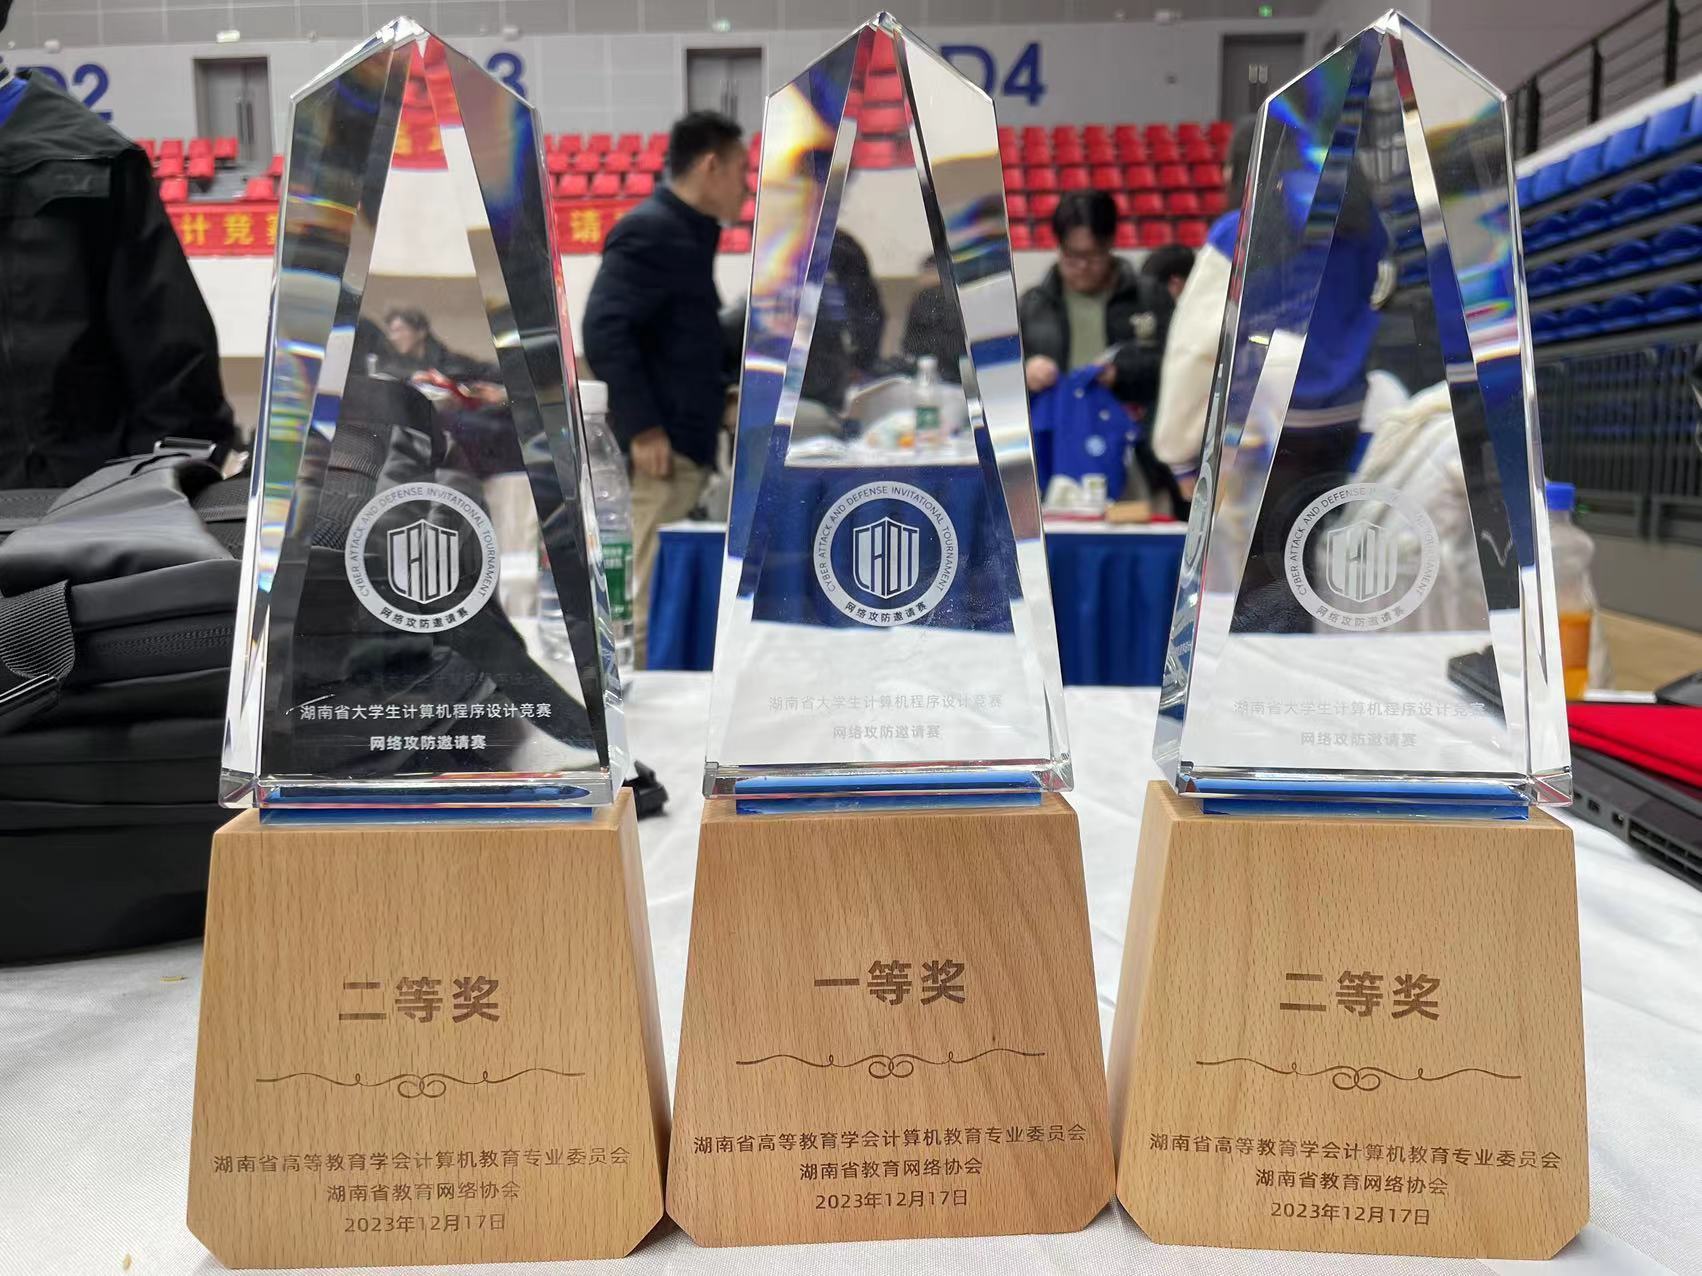 D2
3
D4
计竞赛
请
CYBER ATTACK AND DEFENSE INVITATIONAL TOURNAMENT
CADT
网络攻防邀请赛
湖南省大学生计算机程序设计竞赛
网络攻防邀请赛
二等奖
湖南省高等教育学会计算机教育专业委员会
湖南省教育网络协会
2023年12月17日
CYBER ATTACK AND DEFENSE INVITATIONAL TOURNAMENT
CADT
网络攻防邀请赛
湖南省大学生计算机程序设计竞赛
网络攻防邀请赛
一等奖
湖南省高等教育学会计算机教育专业委员会
湖南省教育网络协会
2023年12月17日
CYBER ATTACK AND DEFENSE
CADT
网络攻防邀请赛
湖南省大学生计算机程序设计竞赛
网络攻防邀请赛
二等奖
湖南省高等教育学会计算机教育专业委员会
湖南省教育网络协会
2023年12月17日